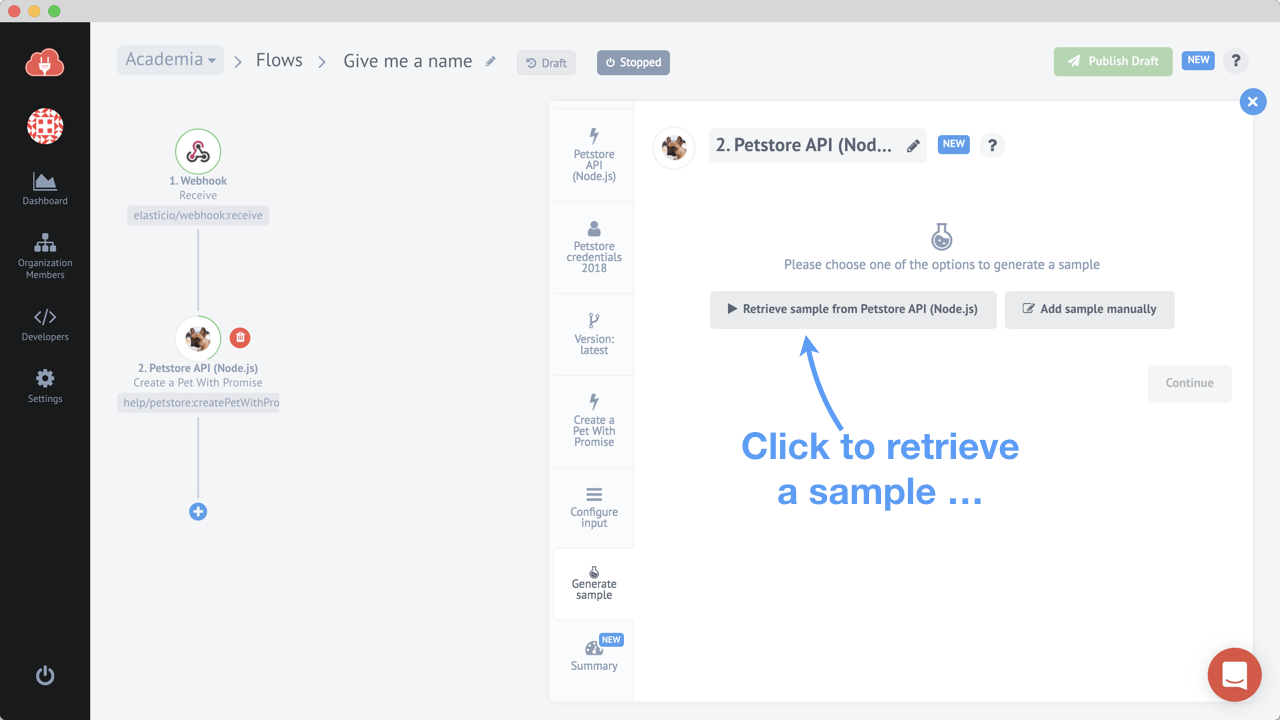 Academia
Flows
Give me a name
Draft
Stopped
Publish Draft
NEW
?
Dashboard
Organization
Members
Developers
Settings
1. Webhook
Receive
elasticio/webhook:receive
2. Petstore API (Node.js)
Create a Pet With Promise
help/petstore:createPetWithPro
Petstore
API
(Node.js)
Petstore
credentials
2018
Version:
latest
Create a
Pet With
Promise
Configure
input
Generate
sample
NEW
Summary
2. Petstore API (Nod...
NEW
?
Please choose one of the options to generate a sample
Retrieve sample from Petstore API (Node.js)
Add sample manually
Continue
Click to retrieve
a sample ...